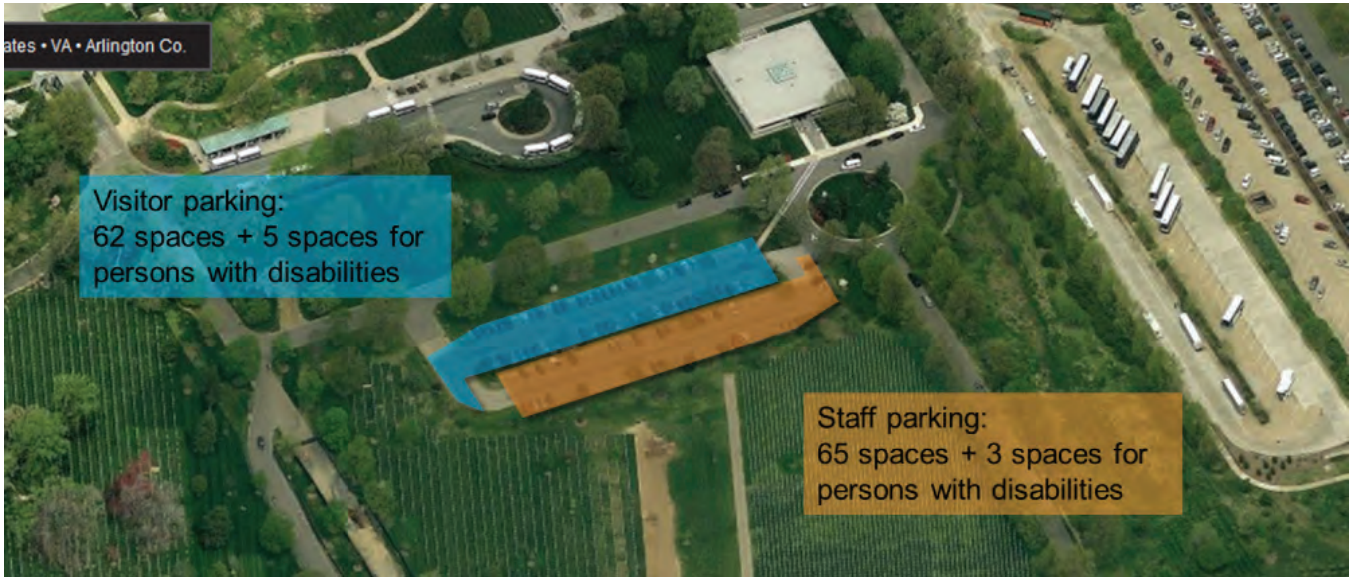 ates • VA • Arlington Co.
Visitor parking:
62 spaces + 5 spaces for
persons with disabilities
Staff parking:
65 spaces + 3 spaces for
persons with disabilities